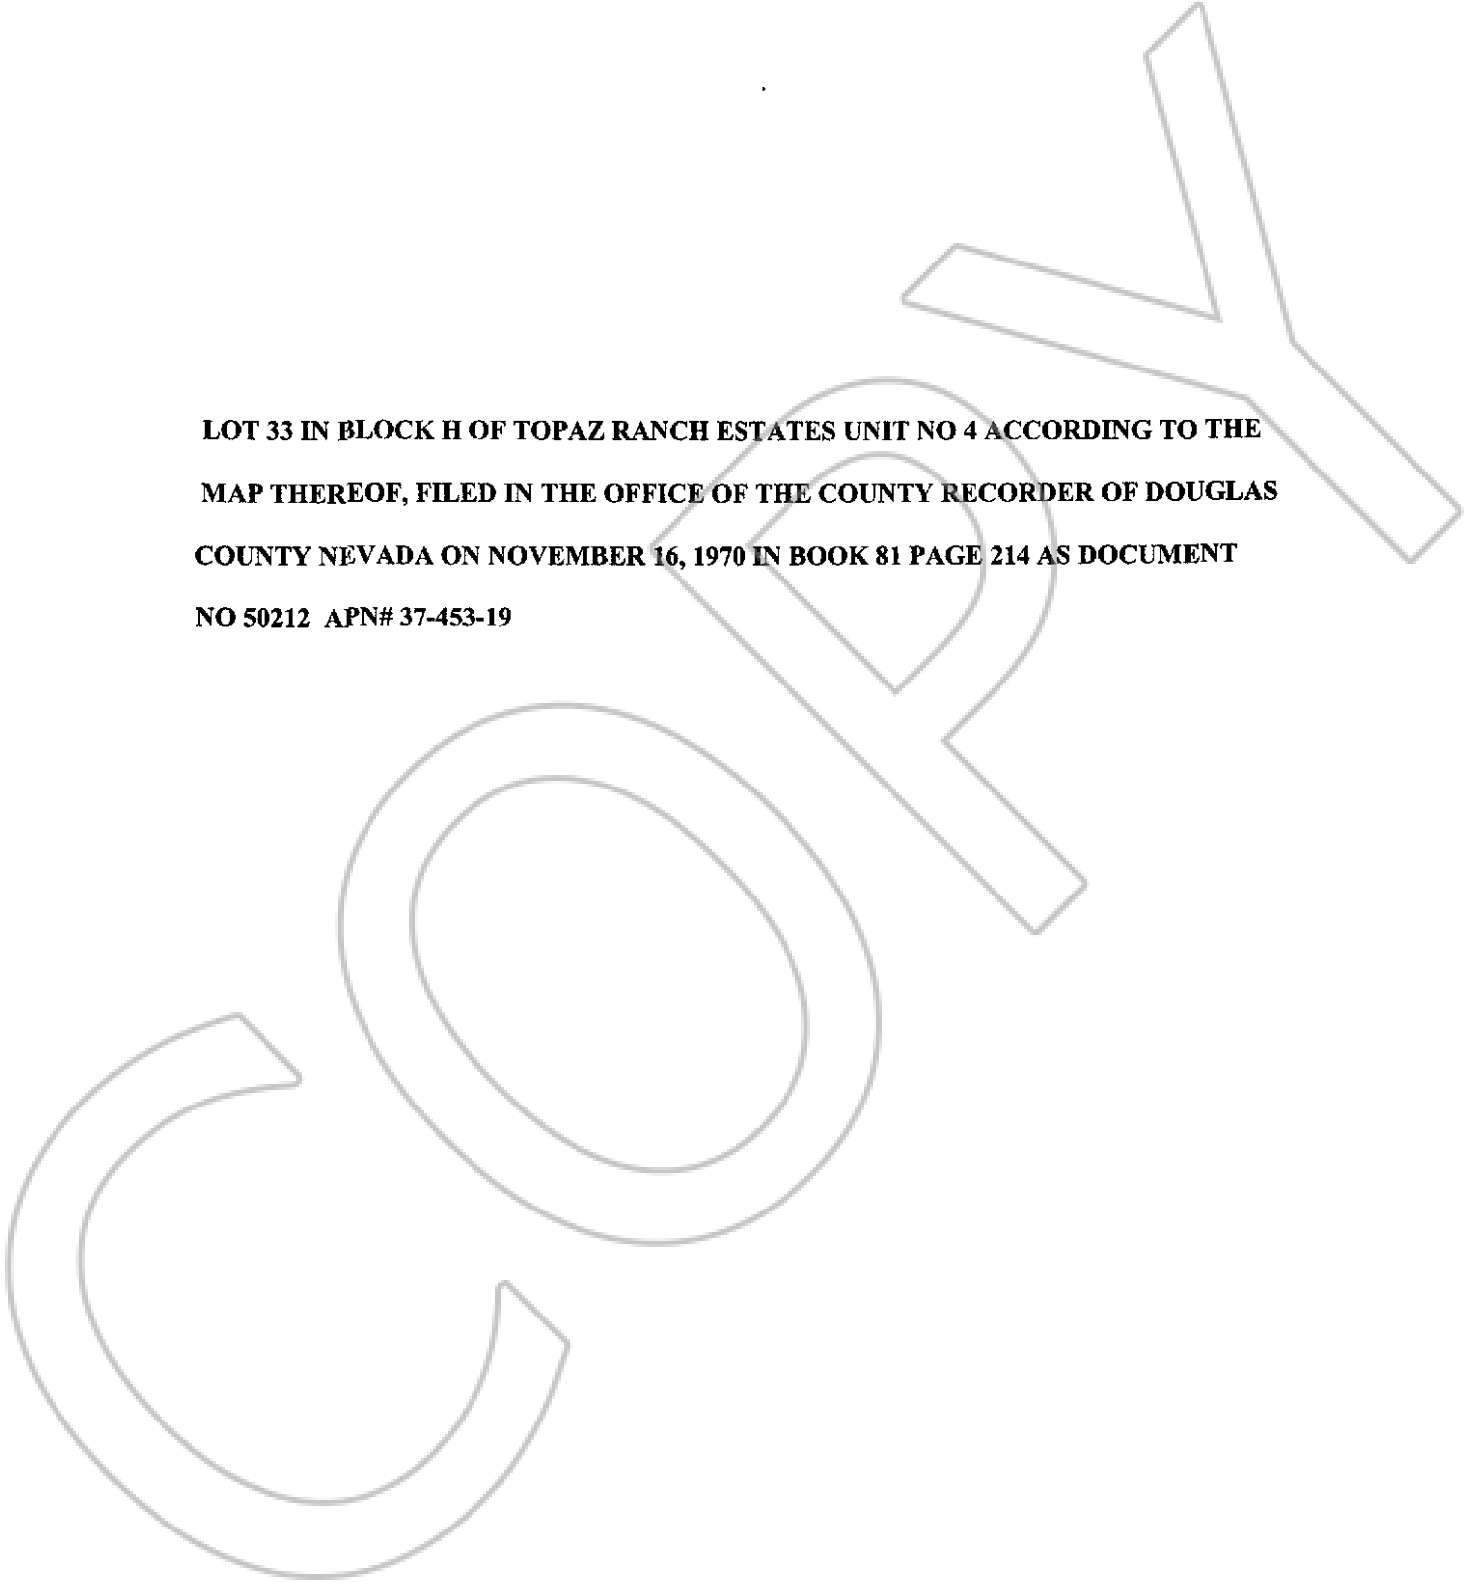 LOT 33 IN BLOCK H OF TOPAZ RANCH ESTATES UNIT NO 4 ACCORDING TO THE
MAP THEREOF, FILED IN THE OFFICE OF THE COUNTY RECORDER OF DOUGLAS
COUNTY NEVADA ON NOVEMBER 16, 1970 IN BOOK 81 PAGE 214 AS DOCUMENT
NO 50212 APN# 37-453-19
COPY